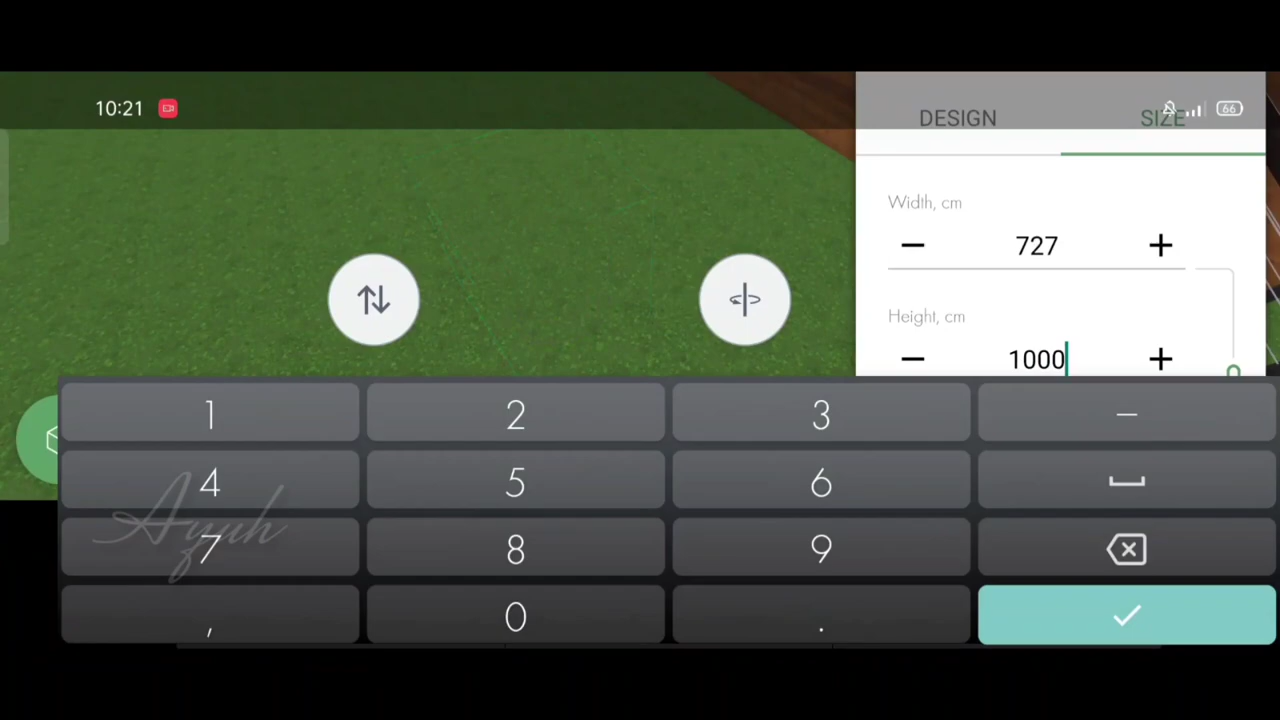 10:21
66
DESIGN SIZE
Width, cm
− 727 +
Height, cm
− 1000 +
1 2 3 –
4 5 6
Ayuh
7 8 9
, 0 .